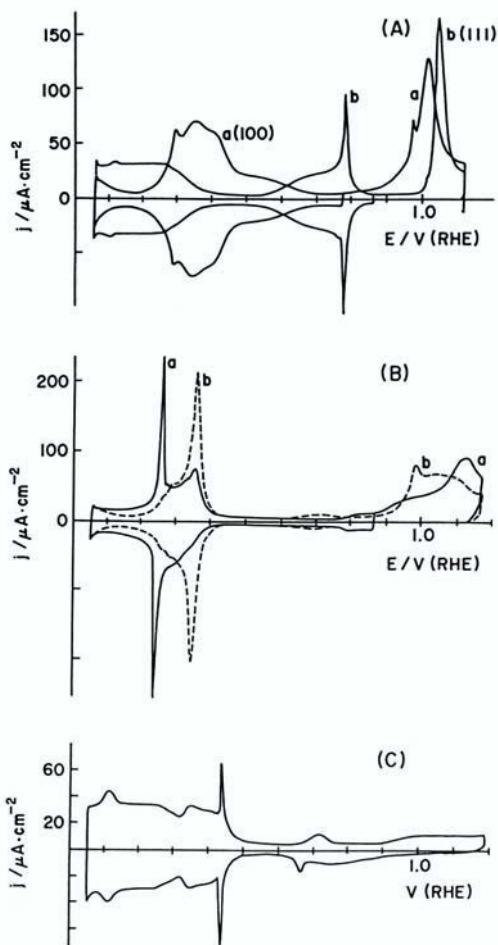 (A)
150
100
50
0
j/μA·cm⁻²
a(100)
b
a
b(111)
1.0
E/V(RHE)
(B)
200
100
0
j/μA·cm⁻²
a
b
b
a
1.0
E/V(RHE)
(C)
60
20
j/μA·cm⁻²
1.0
V(RHE)